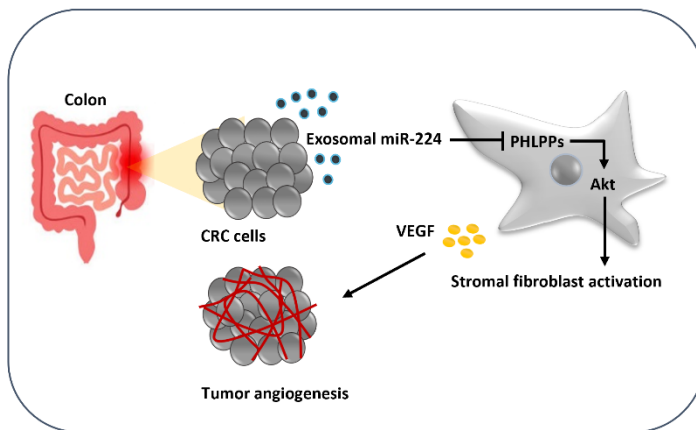 Colon
Exosomal miR-224
PHLPPs
Akt
CRC cells
VEGF
Stromal fibroblast activation
Tumor angiogenesis